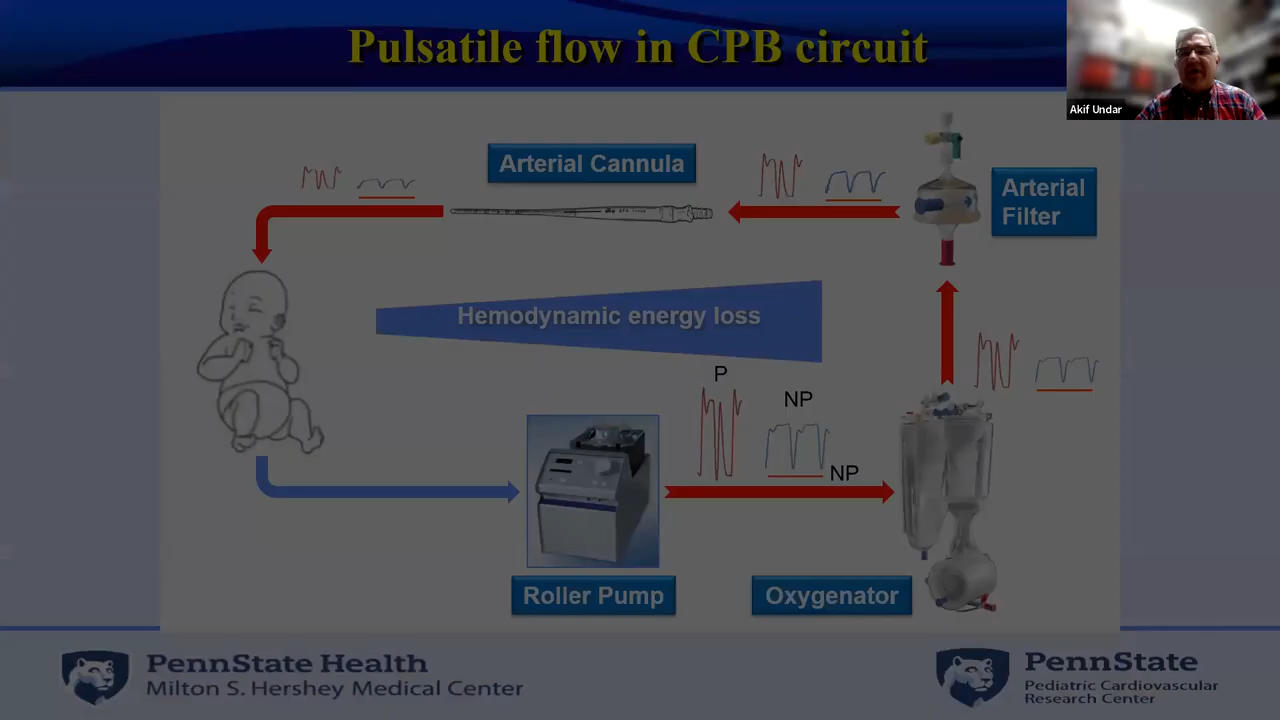 Pulsatile flow in CPB circuit
Akif Undar
Arterial Cannula
Arterial
Filter
Hemodynamic energy loss
P
NP
NP
Roller Pump
Oxygenator
PennState Health
Milton S. Hershey Medical Center
PennState
Pediatric Cardiovascular
Research Center